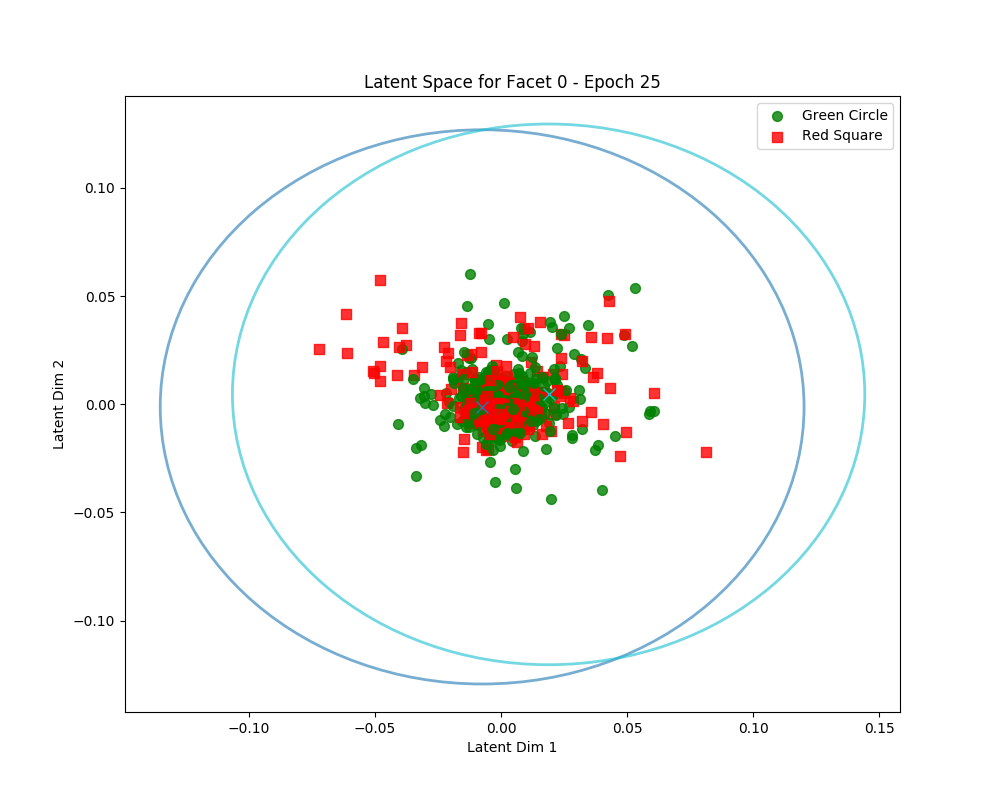 Latent Space for Facet 0 - Epoch 25
Green Circle
Red Square
0.10
0.05
0.00
−0.05
−0.10
Latent Dim 2
−0.10
−0.05
0.00
0.05
0.10
0.15
Latent Dim 1